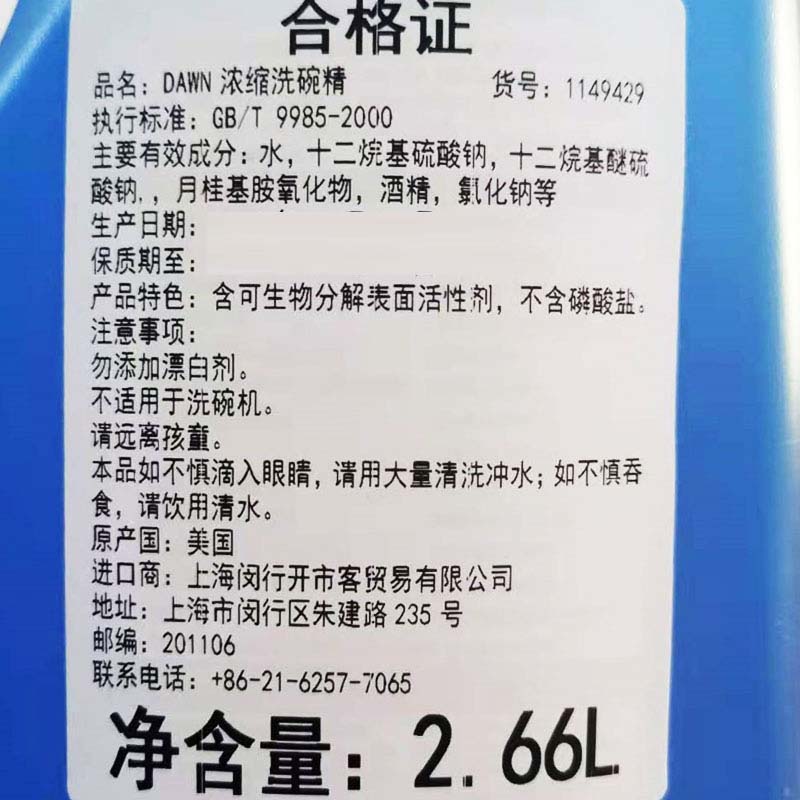 合格证
品名：DAWN 浓缩洗碗精 货号：1149429
执行标准：GB/T 9985-2000
主要有效成分：水，十二烷基硫酸钠，十二烷基醚硫
酸钠,，月桂基胺氧化物，酒精，氯化钠等
生产日期：
保质期至：
产品特色：含可生物分解表面活性剂，不含磷酸盐。
注意事项：
勿添加漂白剂。
不适用于洗碗机。
请远离孩童。
本品如不慎滴入眼睛，请用大量清洗冲水；如不慎吞
食，请饮用清水。
原产国：美国
进口商：上海闵行开市客贸易有限公司
地址：上海市闵行区朱建路 235 号
邮编：201106
联系电话：+86-21-6257-7065
净含量：2.66L